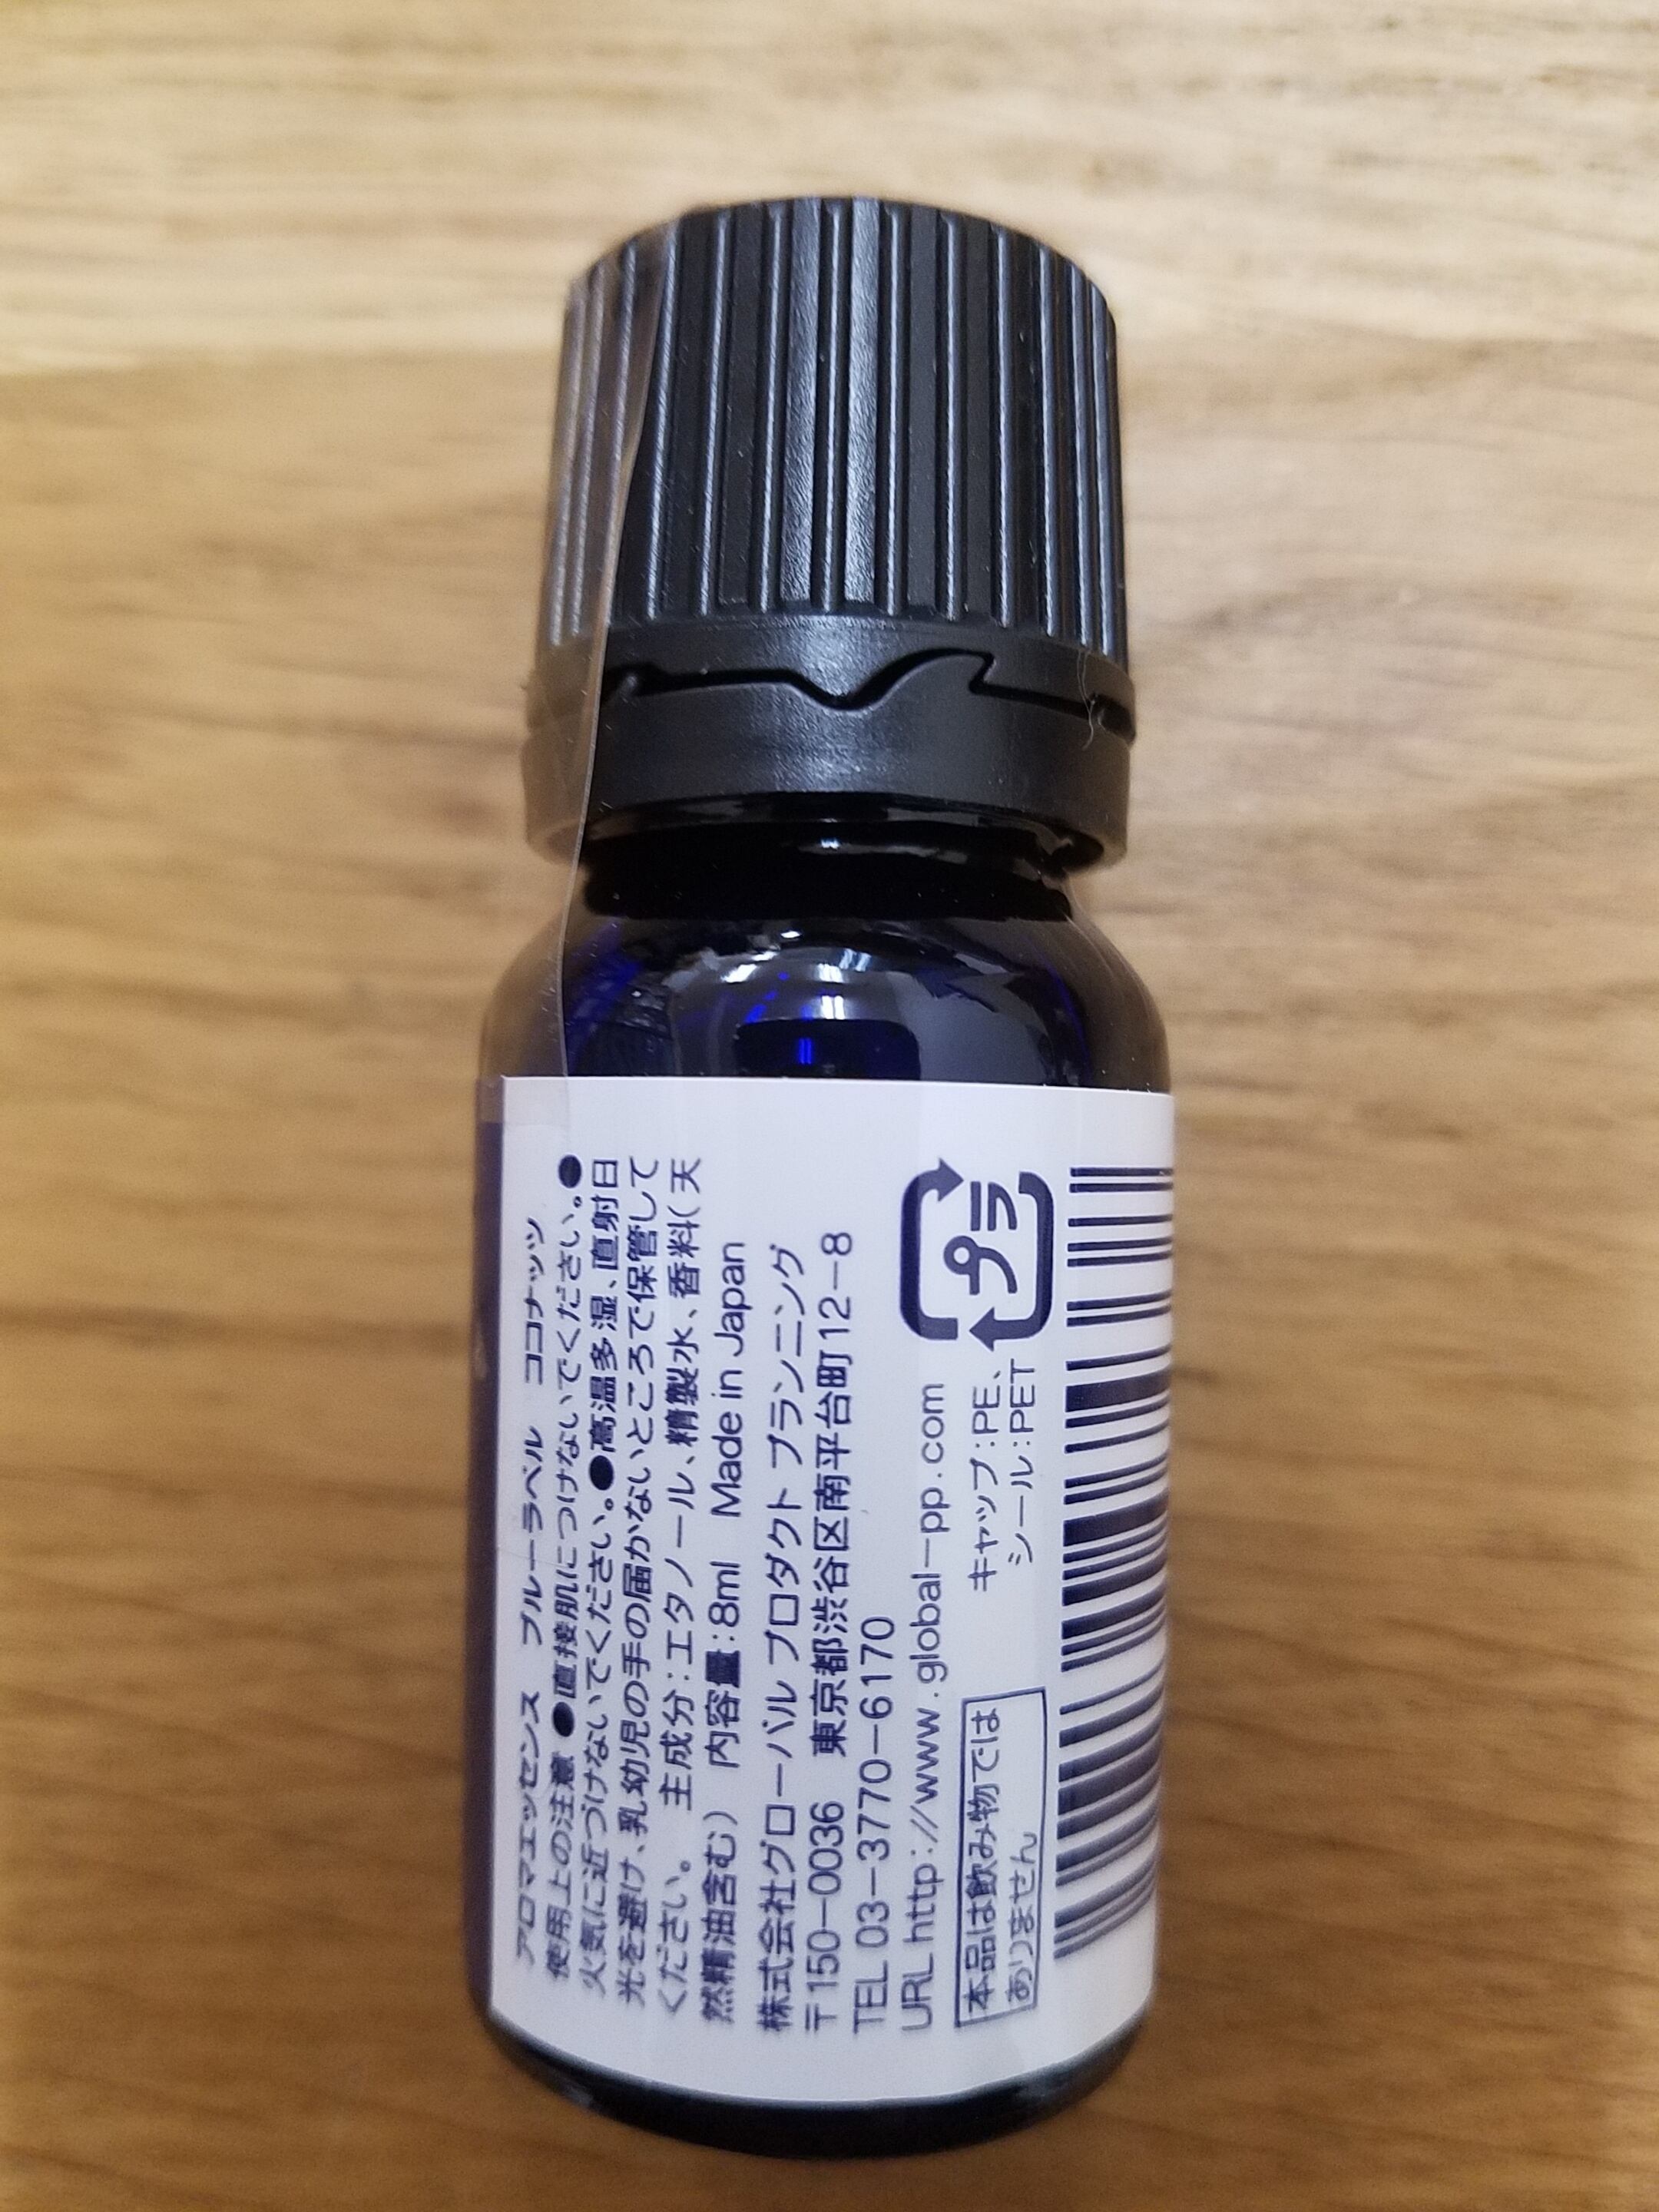 アロマエッセンス ブルーラベル ココナッツ
使用上の注意 ●直接肌につけないでください。●
火気に近づけないでください。●高温多湿、直射日
光を避け、乳幼児の手の届かないところで保管して
ください。 主成分:エタノール、精製水、香料(天
然精油含む) 内容量:8ml Made in Japan
株式会社グローバル プロダクト プランニング
〒150-0036 東京都渋谷区南平台町12-8
TEL 03-3770-6170
URL http://www.global-pp.com
本品は飲み物では
ありません
キャップ:PE、
シール:PET
プラ